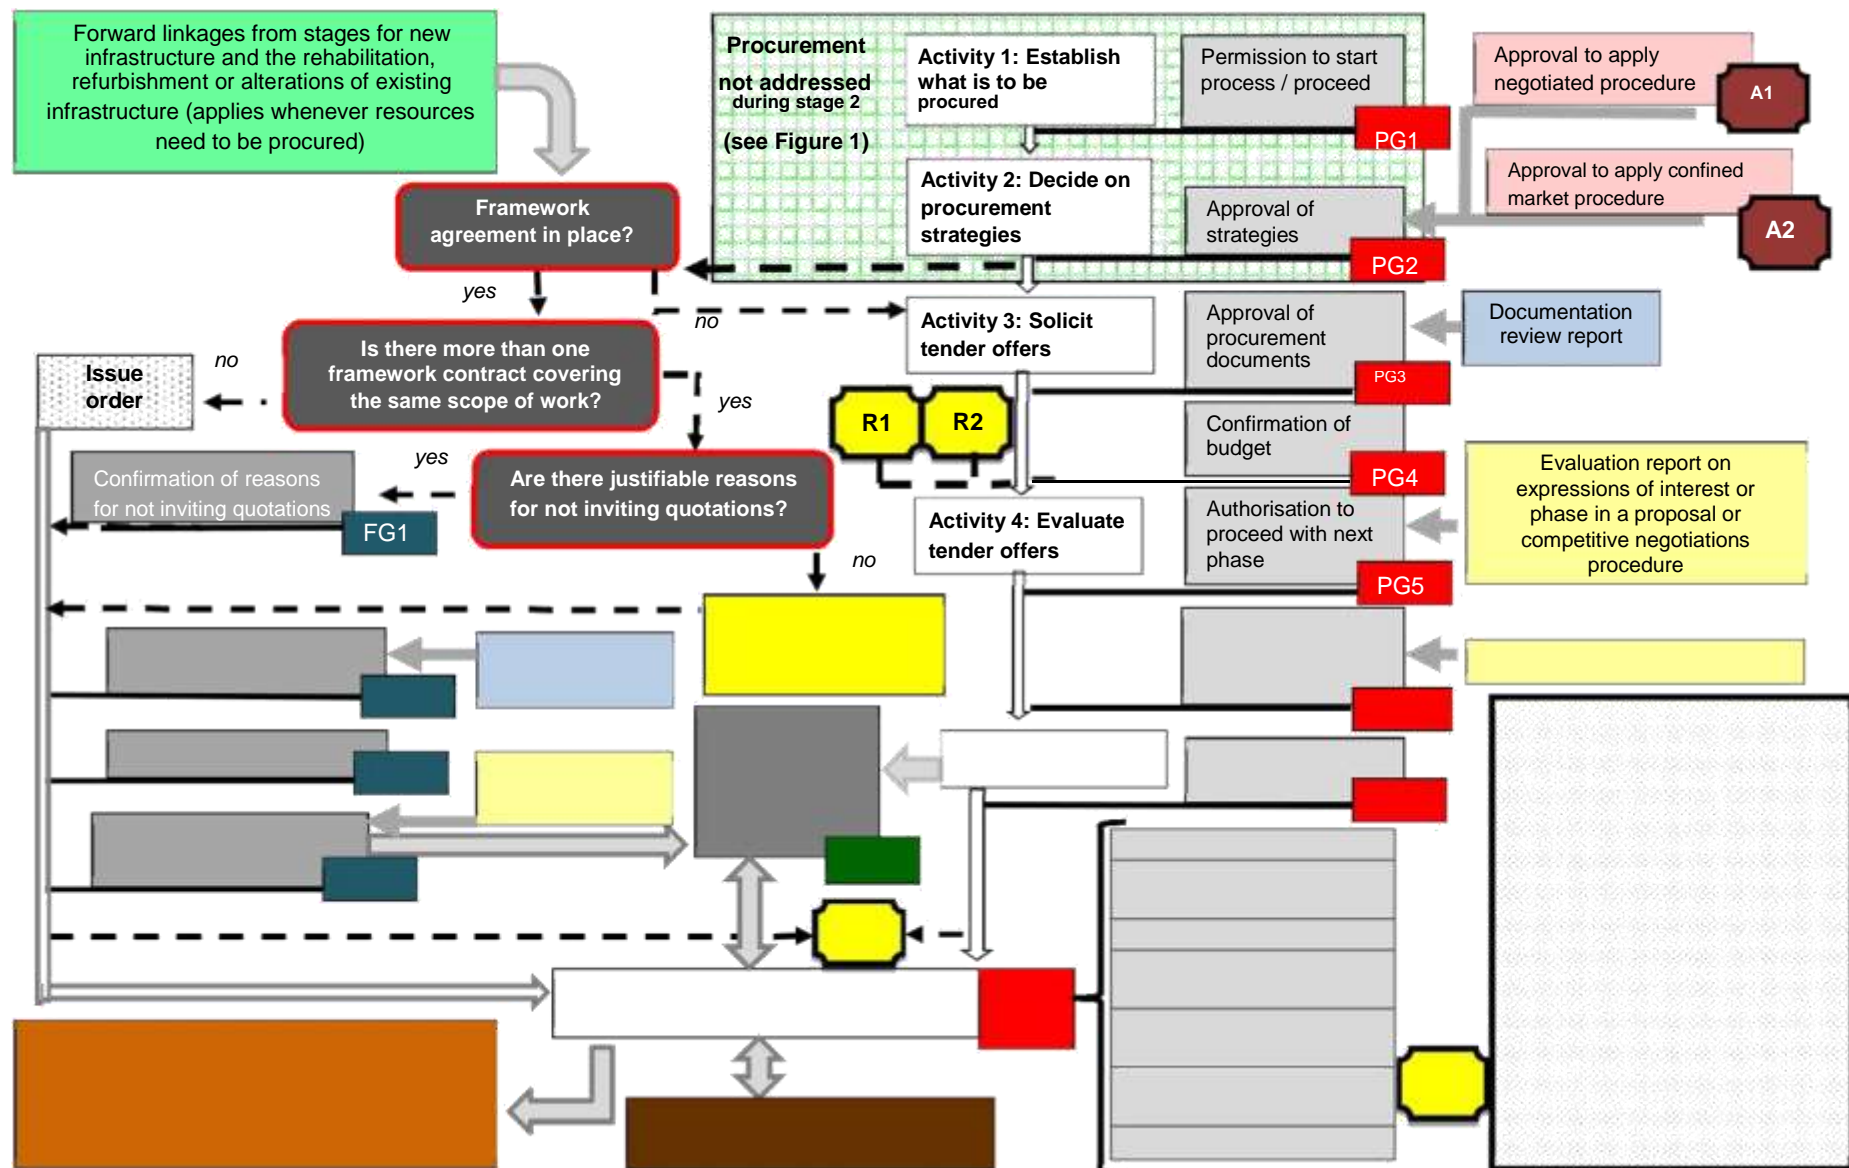 Forward linkages from stages for new
infrastructure and the rehabilitation,
refurbishment or alterations of existing
infrastructure (applies whenever resources
need to be procured)
Procurement
not addressed
during stage 2
(see Figure 1)
Activity 1: Establish
what is to be
procured
Permission to start
process / proceed
PG1
Approval to apply
negotiated procedure
A1
Activity 2: Decide on
procurement
strategies
Approval of
strategies
PG2
Approval to apply confined
market procedure
A2
Framework
agreement in place?
yes
no
Activity 3: Solicit
tender offers
Approval of
procurement
documents
PG3
Documentation
review report
Is there more than one
framework contract covering
the same scope of work?
no
yes
Issue
order
R1
R2
Confirmation of
budget
PG4
Are there justifiable reasons
for not inviting quotations?
yes
no
Confirmation of reasons
for not inviting quotations
FG1
Activity 4: Evaluate
tender offers
Authorisation to
proceed with next
phase
PG5
Evaluation report on
expressions of interest or
phase in a proposal or
competitive negotiations
procedure